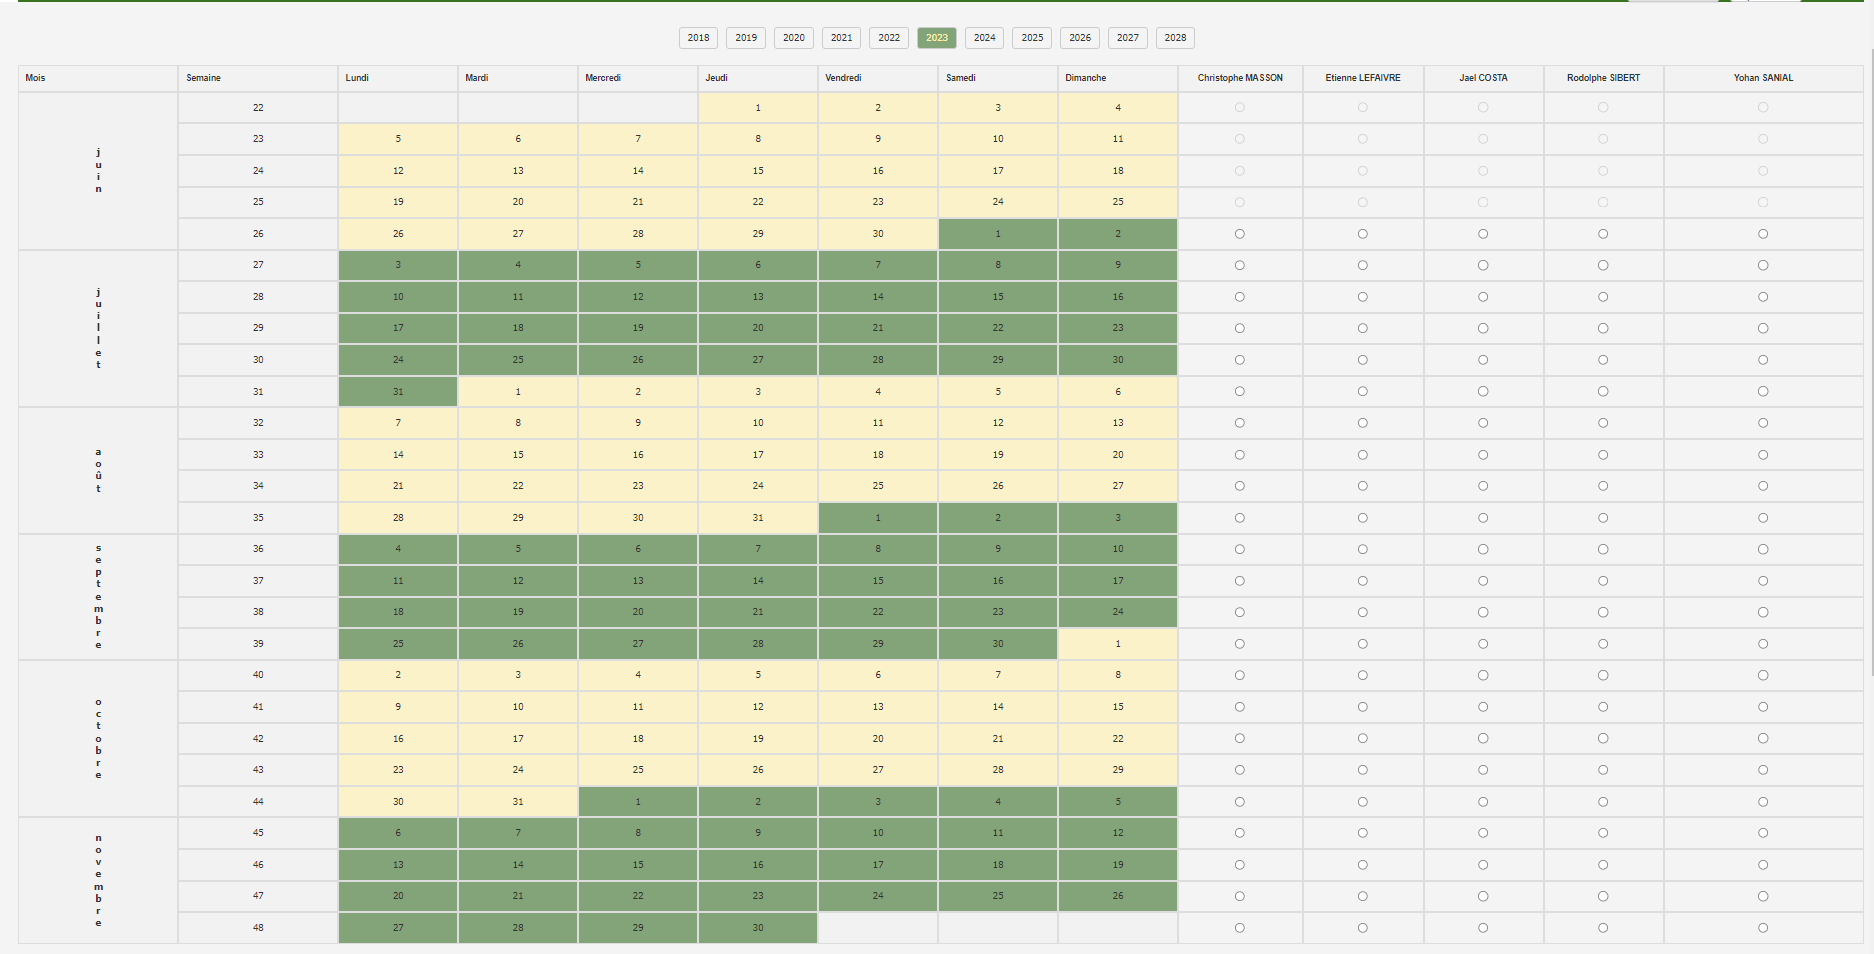 2018 2019 2020 2021 2022 2023 2024 2025 2026 2027 2028
Mois Semaine Lundi Mardi Mercredi Jeudi Vendredi Samedi Dimanche Christophe MASSON Etienne LEFAIVRE Jael COSTA Rodolphe SIBERT Yohan SANIAL
juin
22 1 2 3 4
23 5 6 7 8 9 10 11
24 12 13 14 15 16 17 18
25 19 20 21 22 23 24 25
26 26 27 28 29 30 1 2
juillet
27 3 4 5 6 7 8 9
28 10 11 12 13 14 15 16
29 17 18 19 20 21 22 23
30 24 25 26 27 28 29 30
31 31 1 2 3 4 5 6
août
32 7 8 9 10 11 12 13
33 14 15 16 17 18 19 20
34 21 22 23 24 25 26 27
35 28 29 30 31 1 2 3
septembre
36 4 5 6 7 8 9 10
37 11 12 13 14 15 16 17
38 18 19 20 21 22 23 24
39 25 26 27 28 29 30 1
octobre
40 2 3 4 5 6 7 8
41 9 10 11 12 13 14 15
42 16 17 18 19 20 21 22
43 23 24 25 26 27 28 29
44 30 31 1 2 3 4 5
novembre
45 6 7 8 9 10 11 12
46 13 14 15 16 17 18 19
47 20 21 22 23 24 25 26
48 27 28 29 30